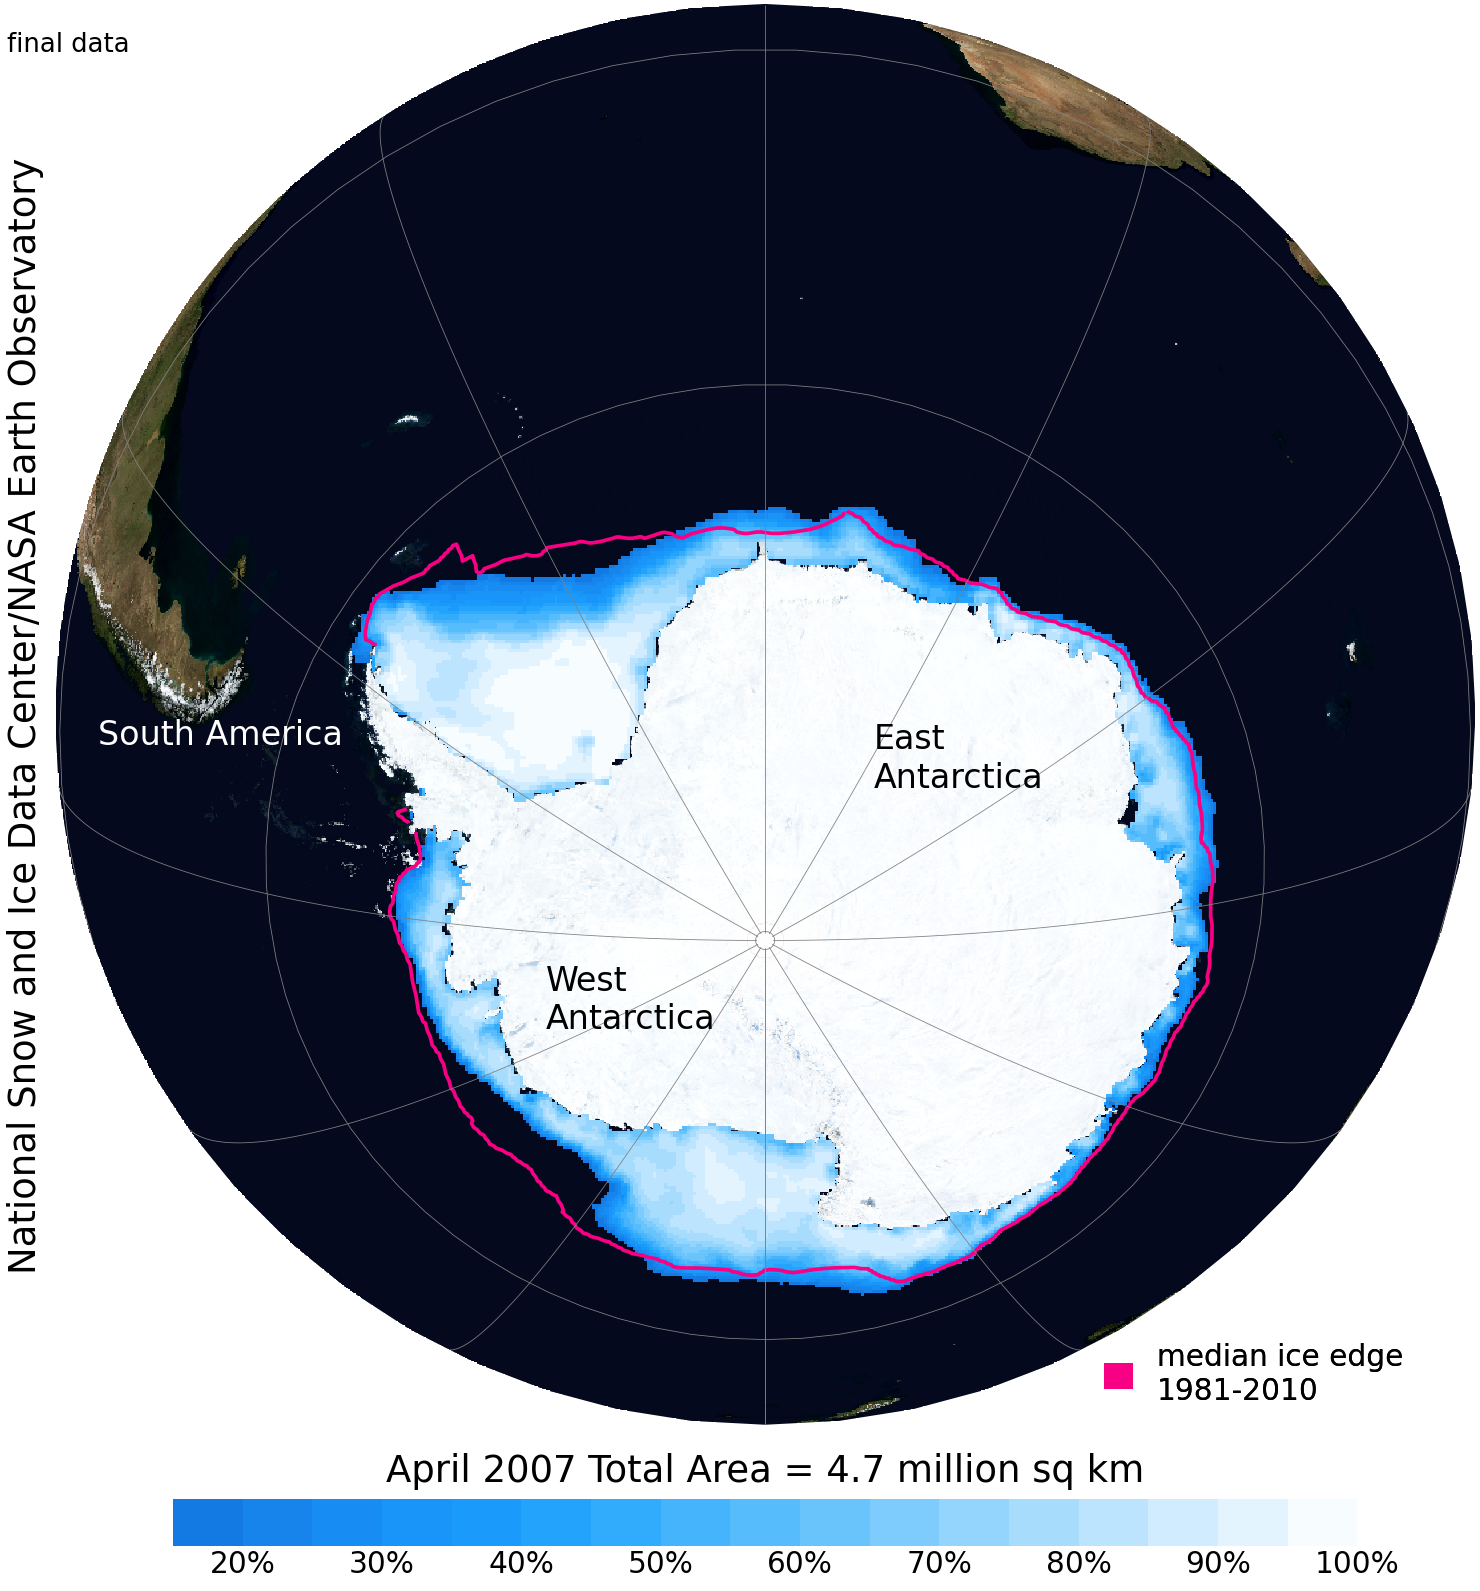 final data
National Snow and Ice Data Center/NASA Earth Observatory
South America
East
Antarctica
West
Antarctica
median ice edge
1981-2010
April 2007 Total Area = 4.7 million sq km
20% 30% 40% 50% 60% 70% 80% 90% 100%